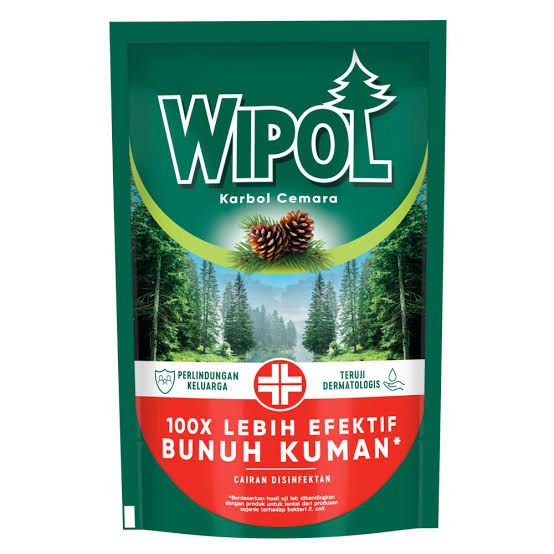 WIPOL
Karbol Cemara
PERLINDUNGAN
KELUARGA
TERUJI
DERMATOLOGIS
100X LEBIH EFEKTIF
BUNUH KUMAN*
CAIRAN DISINFEKTAN
*Berdasarkan hasil uji lab dibandingkan
dengan produk untuk lantai dari produsen
sejenis terhadap bakteri E. coli.